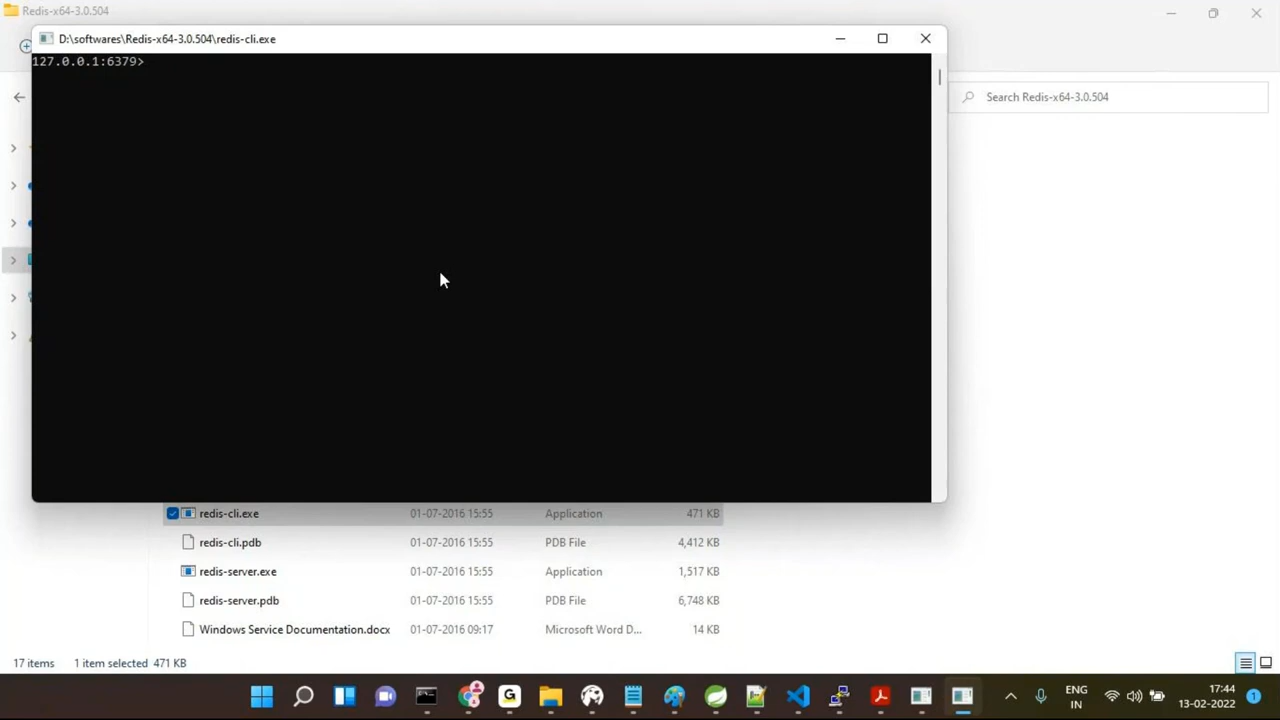 Redis-x64-3.0.504
D:\softwares\Redis-x64-3.0.504\redis-cli.exe
127.0.0.1:6379>
Search Redis-x64-3.0.504
redis-cli.exe 01-07-2016 15:55 Application 471 KB
redis-cli.pdb 01-07-2016 15:55 PDB File 4,412 KB
redis-server.exe 01-07-2016 15:55 Application 1,517 KB
redis-server.pdb 01-07-2016 15:55 PDB File 6,748 KB
Windows Service Documentation.docx 01-07-2016 09:17 Microsoft Word D... 14 KB
17 items 1 item selected 471 KB
ENG 17:44
IN 13-02-2022 1